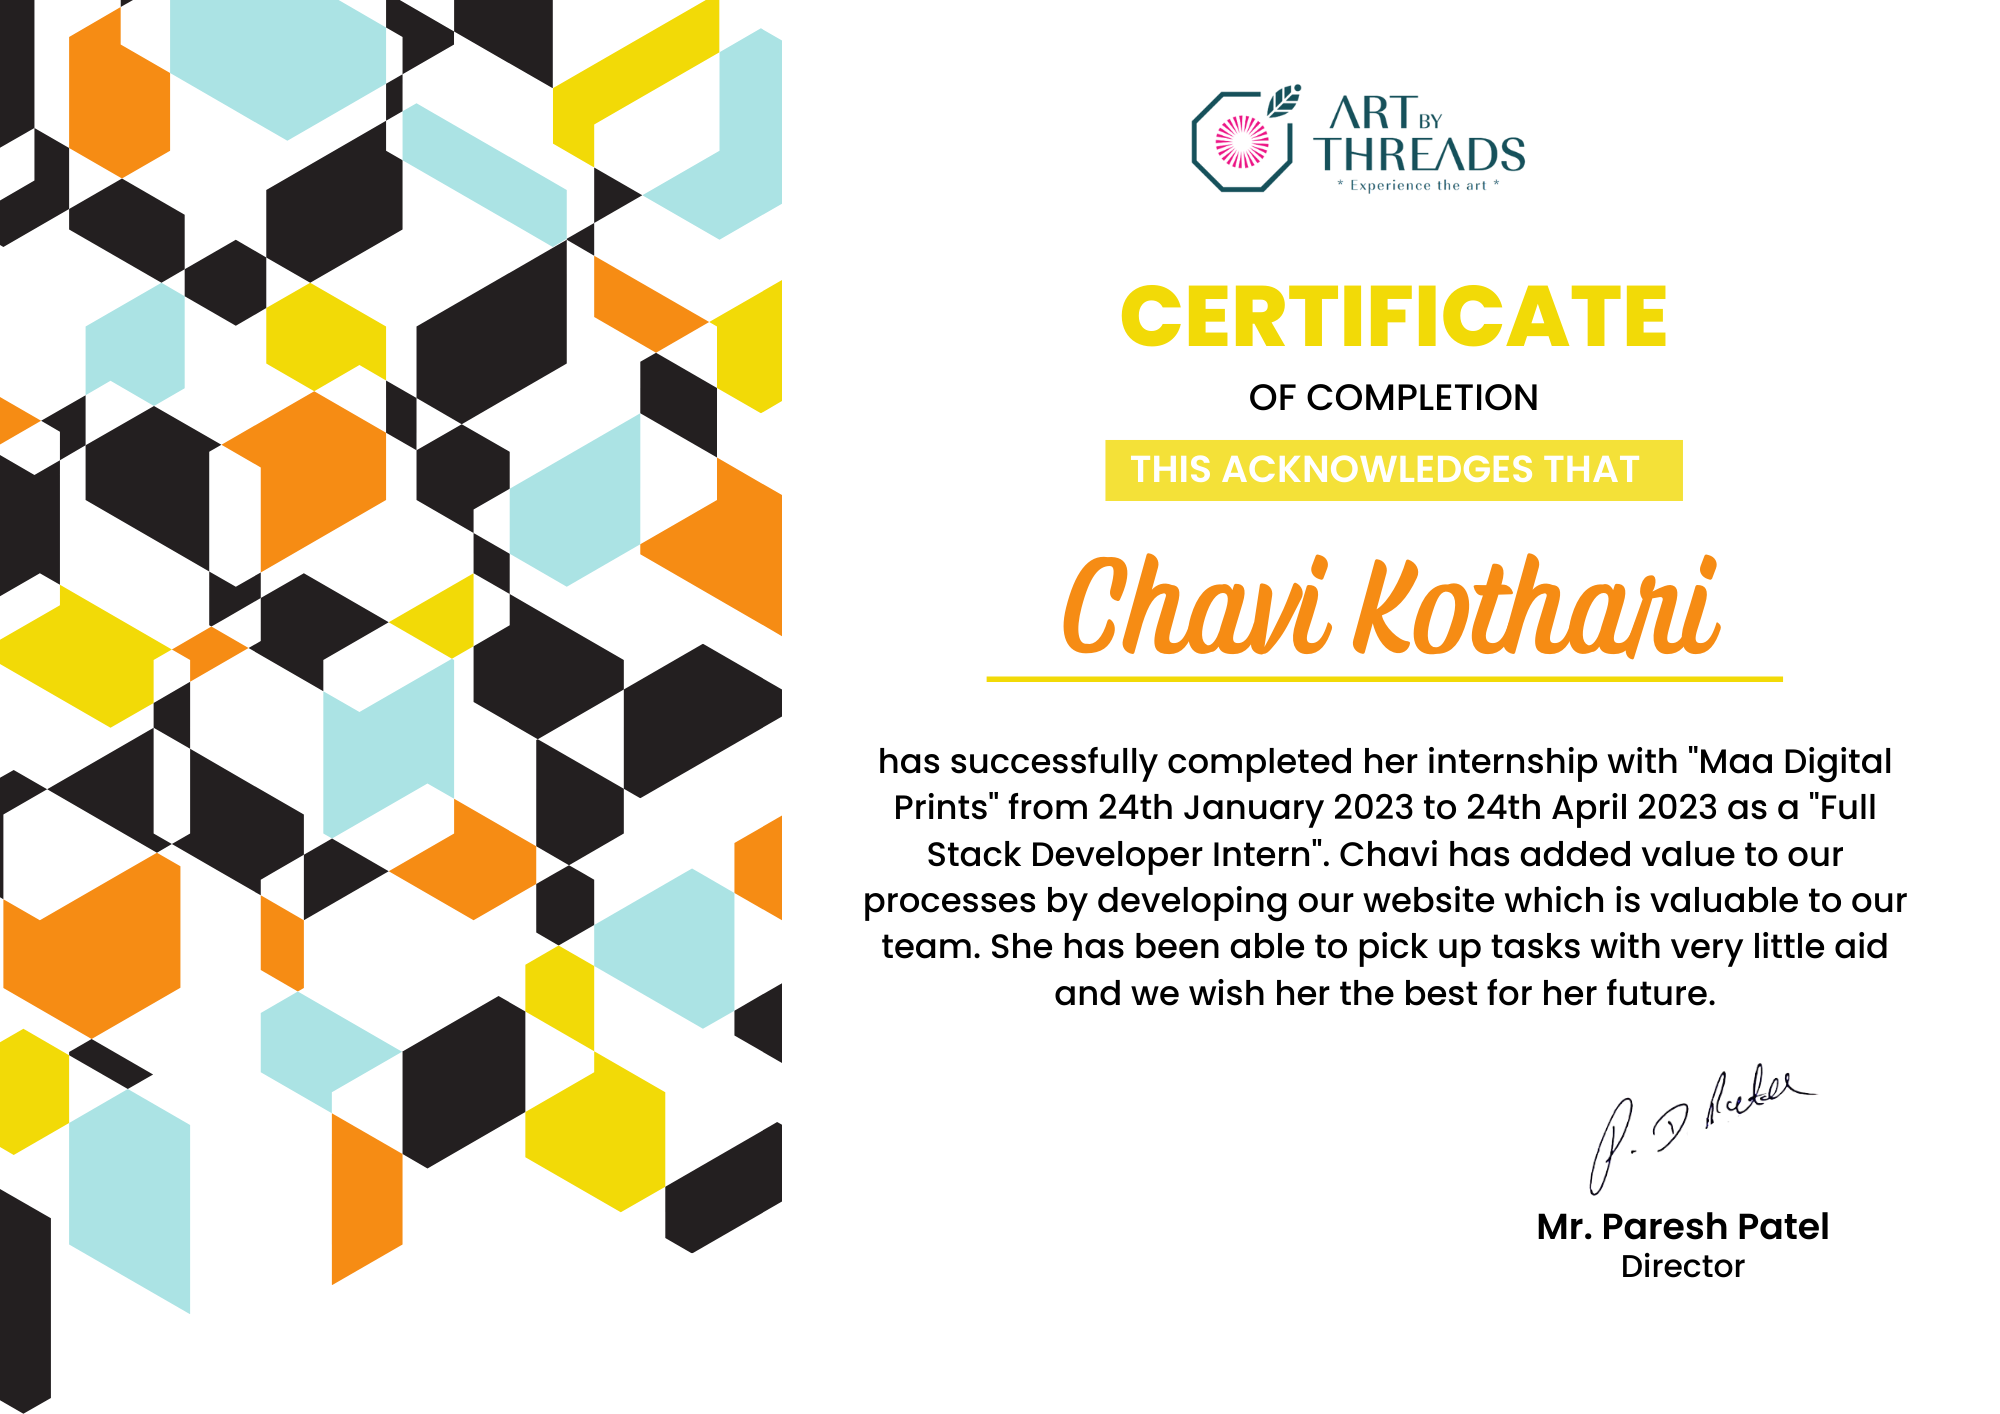 ART BY
THREADS
* Experience the art *
CERTIFICATE
OF COMPLETION
THIS ACKNOWLEDGES THAT
Chavi Kothari
has successfully completed her internship with "Maa Digital
Prints" from 24th January 2023 to 24th April 2023 as a "Full
Stack Developer Intern". Chavi has added value to our
processes by developing our website which is valuable to our
team. She has been able to pick up tasks with very little aid
and we wish her the best for her future.
P. D Patel
Mr. Paresh Patel
Director